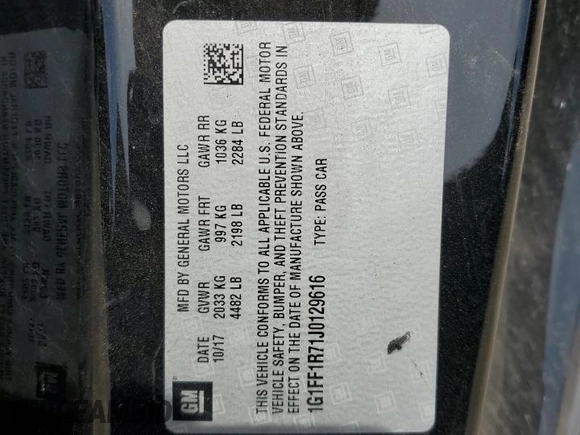 MFD BY GENERAL MOTORS LLC
DATE GVWR GAWR FRT GAWR RR
10/17 2033 KG 997 KG 1036 KG
4482 LB 2198 LB 2284 LB
THIS VEHICLE CONFORMS TO ALL APPLICABLE U.S. FEDERAL MOTOR
VEHICLE SAFETY, BUMPER, AND THEFT PREVENTION STANDARDS IN
EFFECT ON THE DATE OF MANUFACTURE SHOWN ABOVE.
1G1FF1R71J0129616 TYPE: PASS CAR
GM